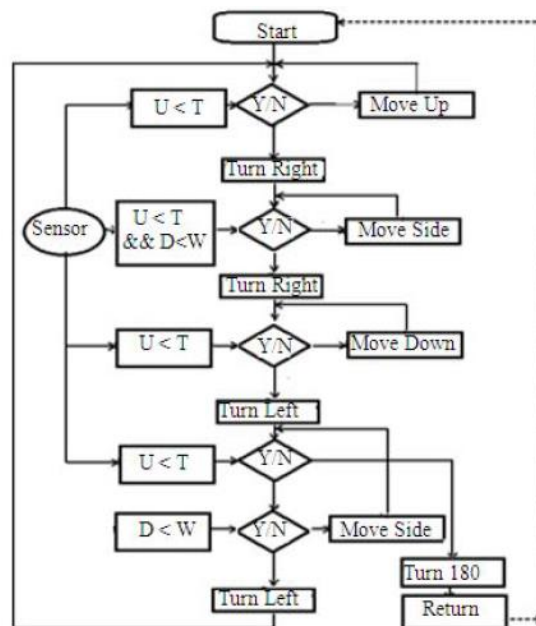 Start
U < T
Y/N
Move Up
Turn Right
Sensor
U < T
&& D<W
Y/N
Move Side
Turn Right
U < T
Y/N
Move Down
Turn Left
U < T
Y/N
D < W
Y/N
Move Side
Turn 180
Turn Left
Return